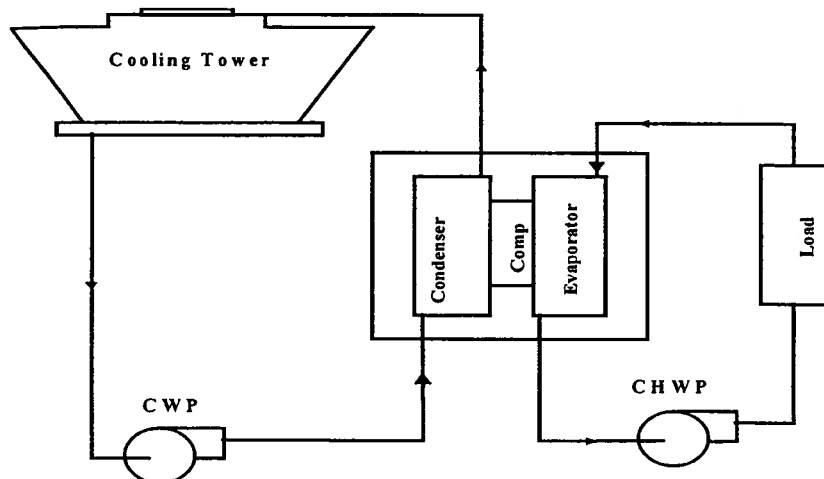 Cooling Tower
Condenser
Comp
Evaporator
Load
CWP
CHWP